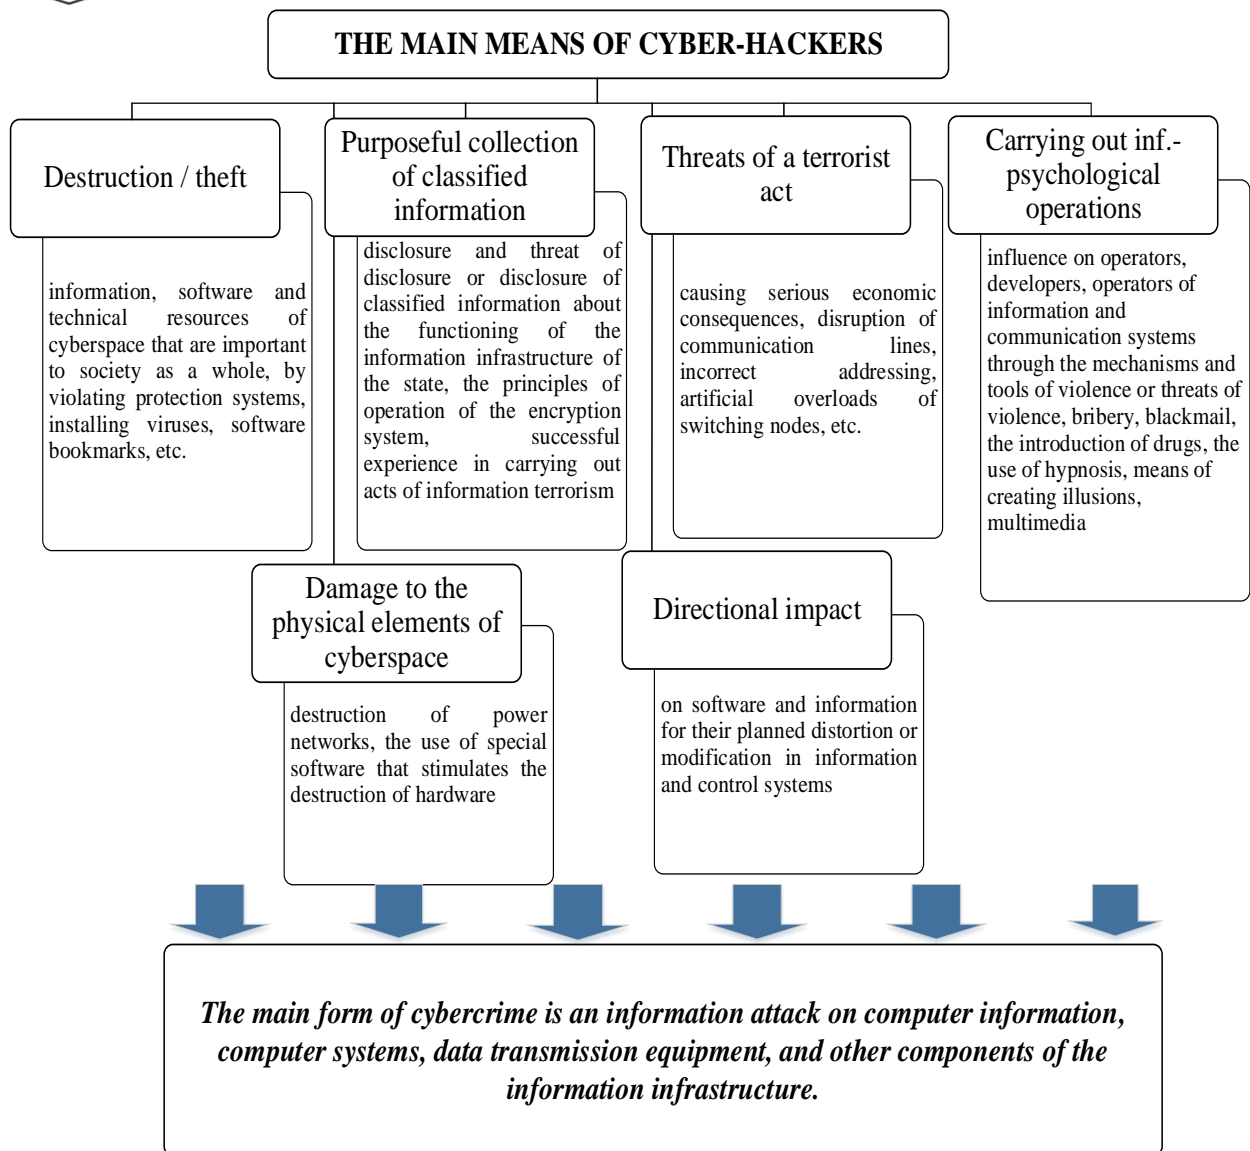 THE MAIN MEANS OF CYBER-HACKERS
Destruction / theft
information, software and
technical resources of
cyberspace that are important
to society as a whole, by
violating protection systems,
installing viruses, software
bookmarks, etc.
Purposeful collection
of classified
information
disclosure and threat of
disclosure or disclosure of
classified information about
the functioning of the
information infrastructure of
the state, the principles of
operation of the encryption
system, successful
experience in carrying out
acts of information terrorism
Threats of a terrorist
act
causing serious economic
consequences, disruption of
communication lines,
incorrect addressing,
artificial overloads of
switching nodes, etc.
Carrying out inf.-
psychological
operations
influence on operators,
developers, operators of
information and
communication systems
through the mechanisms and
tools of violence or threats of
violence, bribery, blackmail,
the introduction of drugs, the
use of hypnosis, means of
creating illusions,
multimedia
Damage to the
physical elements of
cyberspace
destruction of power
networks, the use of special
software that stimulates the
destruction of hardware
Directional impact
on software and information
for their planned distortion or
modification in information
and control systems
The main form of cybercrime is an information attack on computer information,
computer systems, data transmission equipment, and other components of the
information infrastructure.